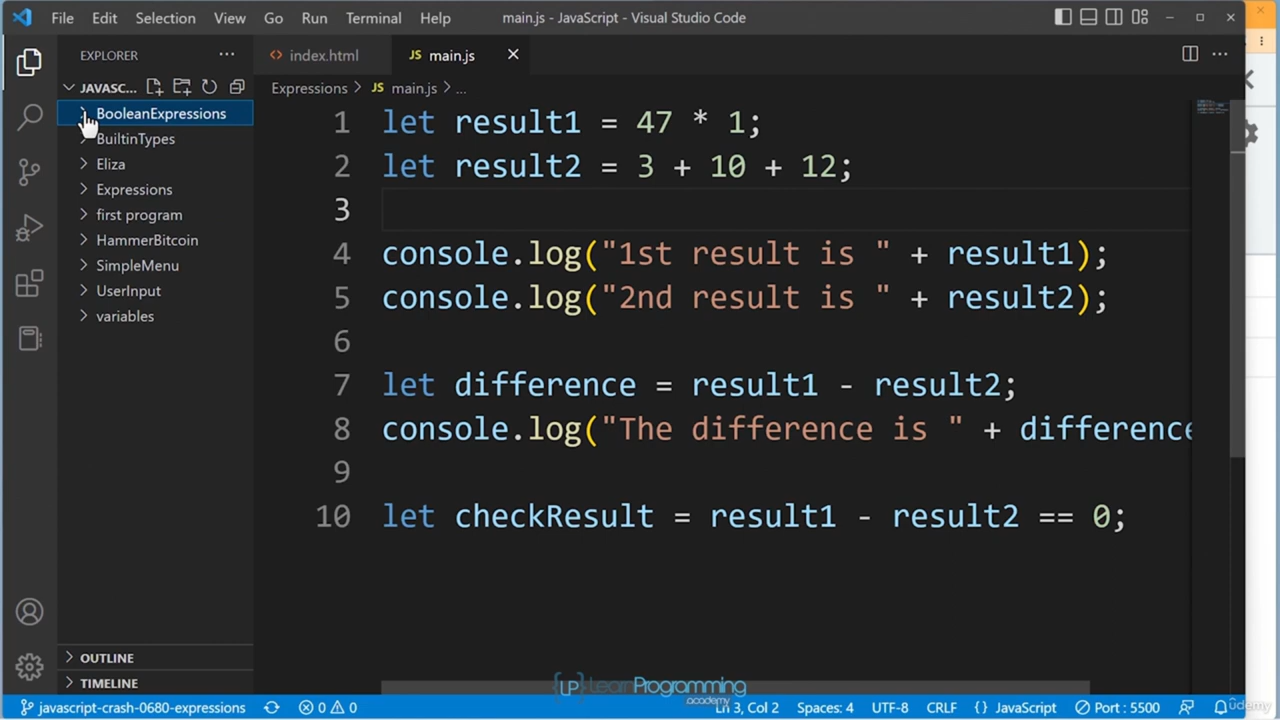 File Edit Selection View Go Run Terminal Help main.js - JavaScript - Visual Studio Code
EXPLORER
index.html
JS main.js
JAVASC...
Expressions > JS main.js > ...
BooleanExpressions
BuiltinTypes
Eliza
Expressions
first program
HammerBitcoin
SimpleMenu
UserInput
variables
1 let result1 = 47 * 1;
2 let result2 = 3 + 10 + 12;
3
4 console.log("1st result is " + result1);
5 console.log("2nd result is " + result2);
6
7 let difference = result1 - result2;
8 console.log("The difference is " + difference
9
10 let checkResult = result1 - result2 == 0;
OUTLINE
TIMELINE
{LP} LearnProgramming
academy
javascript-crash-0680-expressions 0 0 Ln 3, Col 2 Spaces: 4 UTF-8 CRLF {} JavaScript Port : 5500
udemy